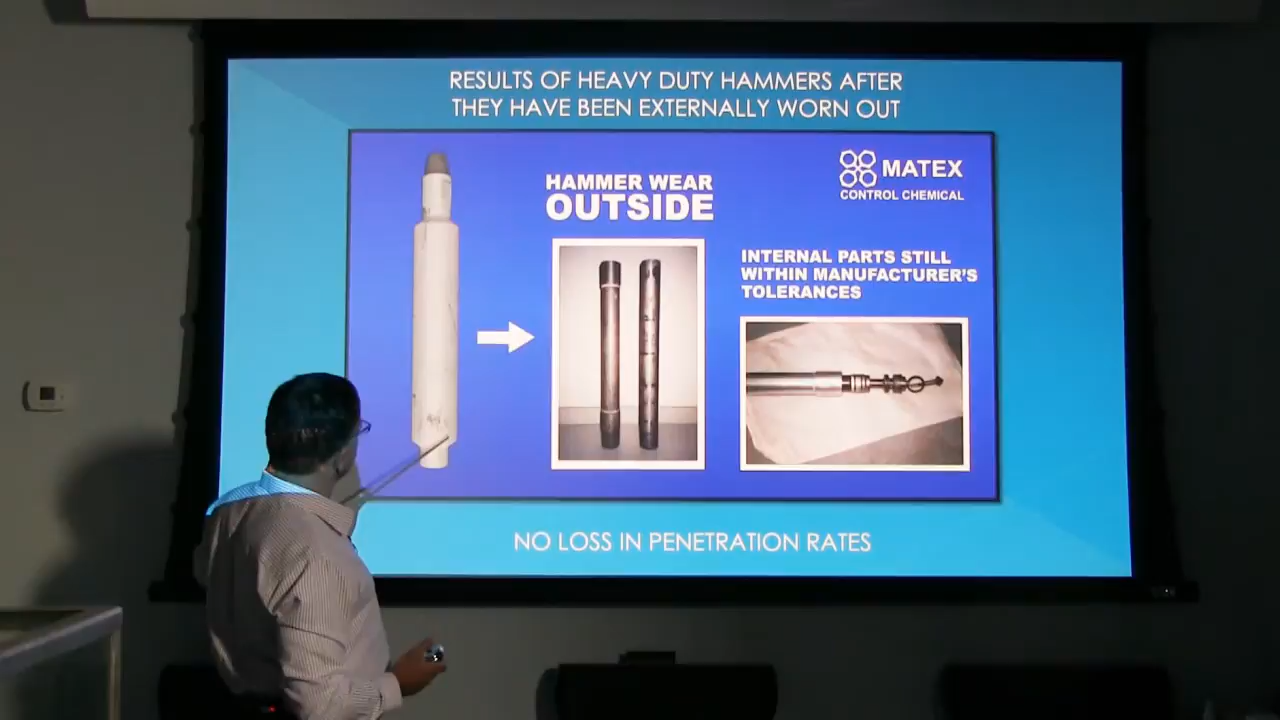 RESULTS OF HEAVY DUTY HAMMERS AFTER
THEY HAVE BEEN EXTERNALLY WORN OUT
MATEX
CONTROL CHEMICAL
HAMMER WEAR
OUTSIDE
INTERNAL PARTS STILL
WITHIN MANUFACTURER'S
TOLERANCES
NO LOSS IN PENETRATION RATES